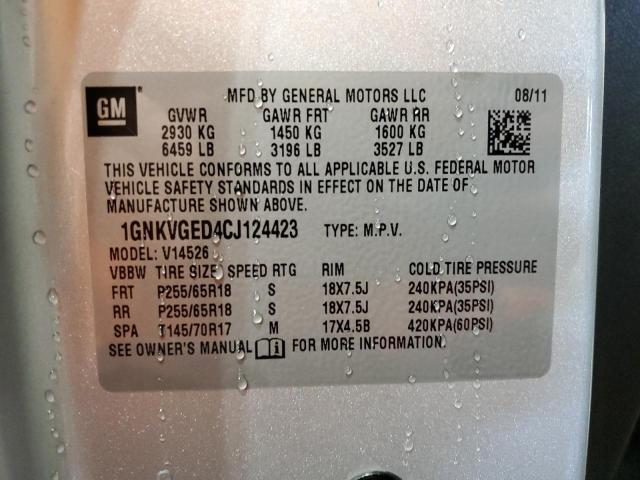 GM MFD BY GENERAL MOTORS LLC 08/11
GVWR GAWR FRT GAWR RR
2930 KG 1450 KG 1600 KG
6459 LB 3196 LB 3527 LB
THIS VEHICLE CONFORMS TO ALL APPLICABLE U.S. FEDERAL MOTOR
VEHICLE SAFETY STANDARDS IN EFFECT ON THE DATE OF
MANUFACTURE SHOWN ABOVE.
1GNKVGED4CJ124423 TYPE: M.P.V.
MODEL: V14526
VBBW TIRE SIZE SPEED RTG RIM COLD TIRE PRESSURE
FRT P255/65R18 S 18X7.5J 240KPA(35PSI)
RR P255/65R18 S 18X7.5J 240KPA(35PSI)
SPA T145/70R17 M 17X4.5B 420KPA(60PSI)
SEE OWNER'S MANUAL FOR MORE INFORMATION.